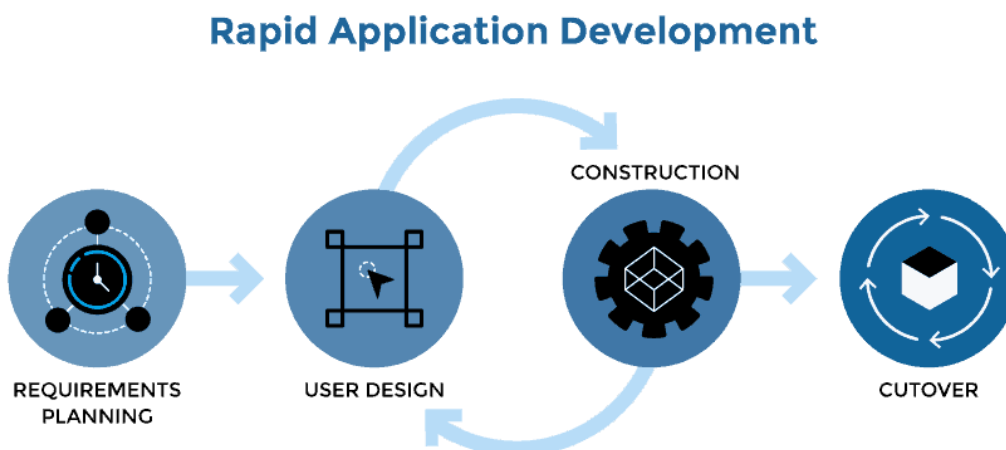 Rapid Application Development
CONSTRUCTION
REQUIREMENTS
PLANNING
USER DESIGN
CUTOVER